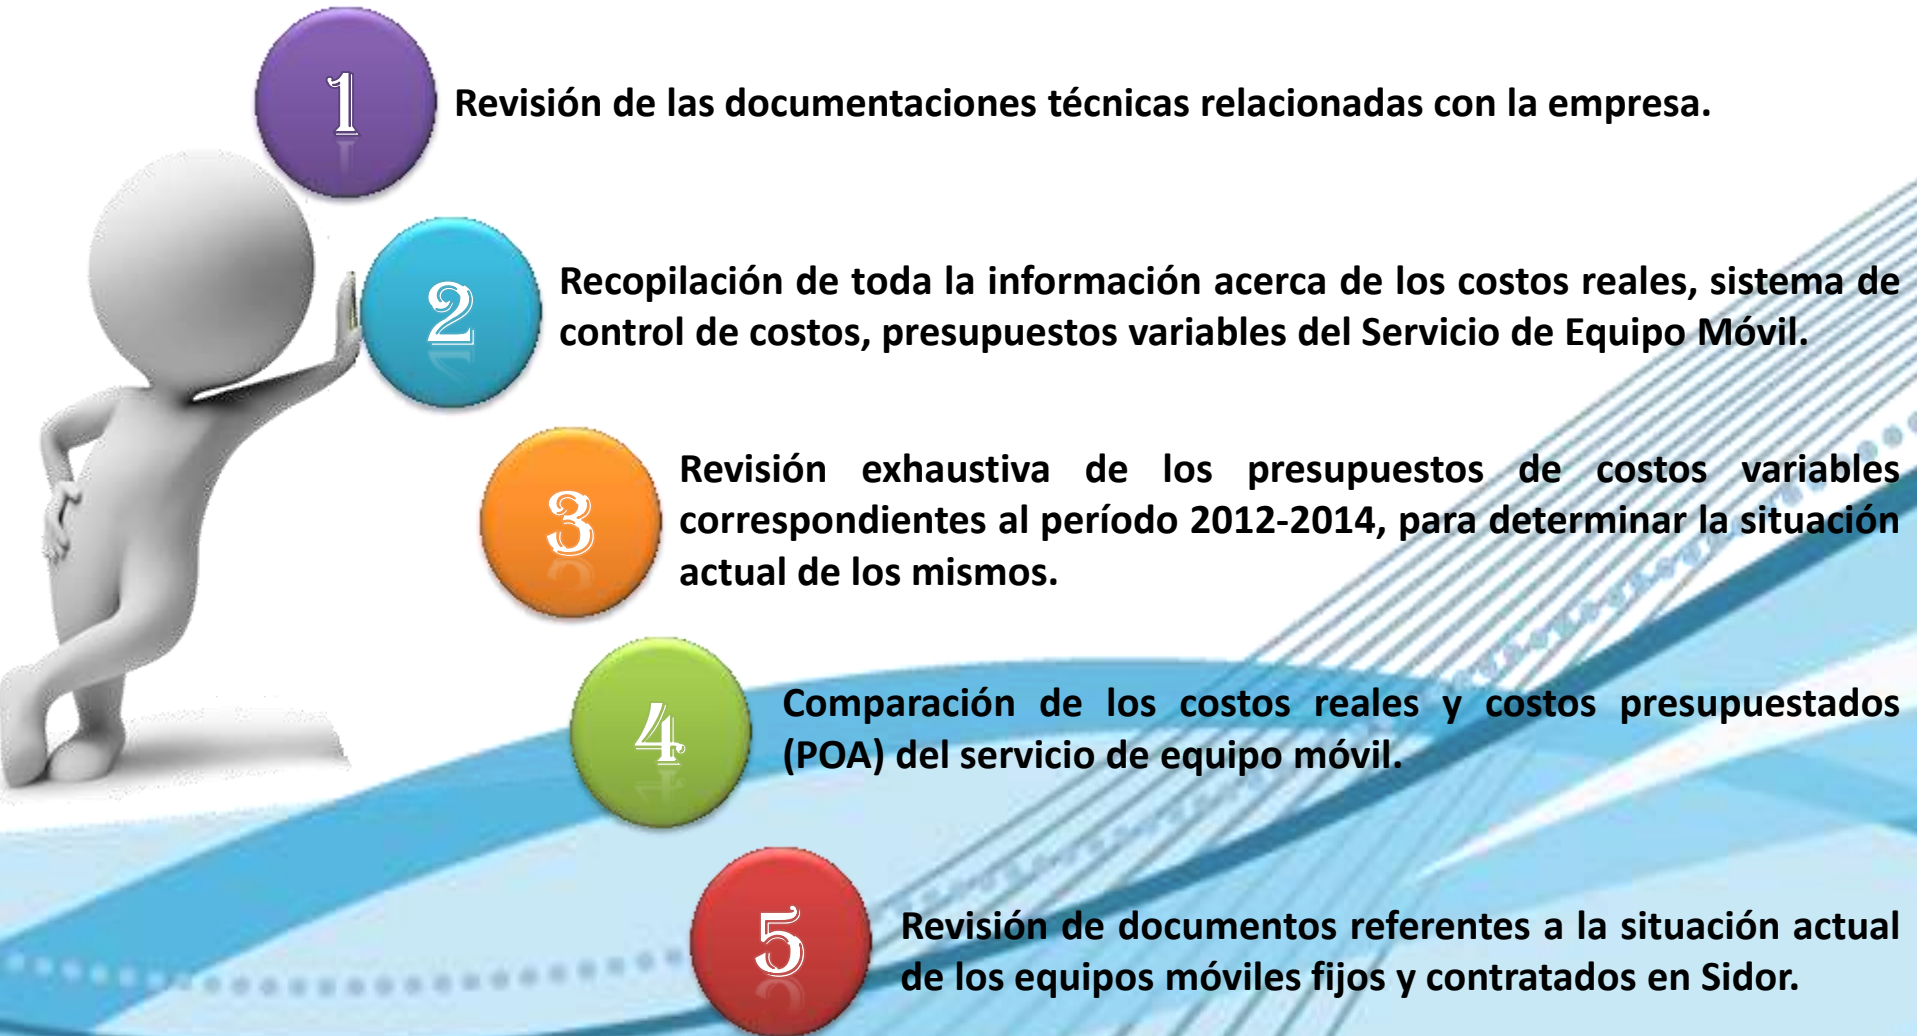 1
Revisión de las documentaciones técnicas relacionadas con la empresa.
2
Recopilación de toda la información acerca de los costos reales, sistema de
control de costos, presupuestos variables del Servicio de Equipo Móvil.
3
Revisión exhaustiva de los presupuestos de costos variables
correspondientes al período 2012-2014, para determinar la situación
actual de los mismos.
4
Comparación de los costos reales y costos presupuestados
(POA) del servicio de equipo móvil.
5
Revisión de documentos referentes a la situación actual
de los equipos móviles fijos y contratados en Sidor.